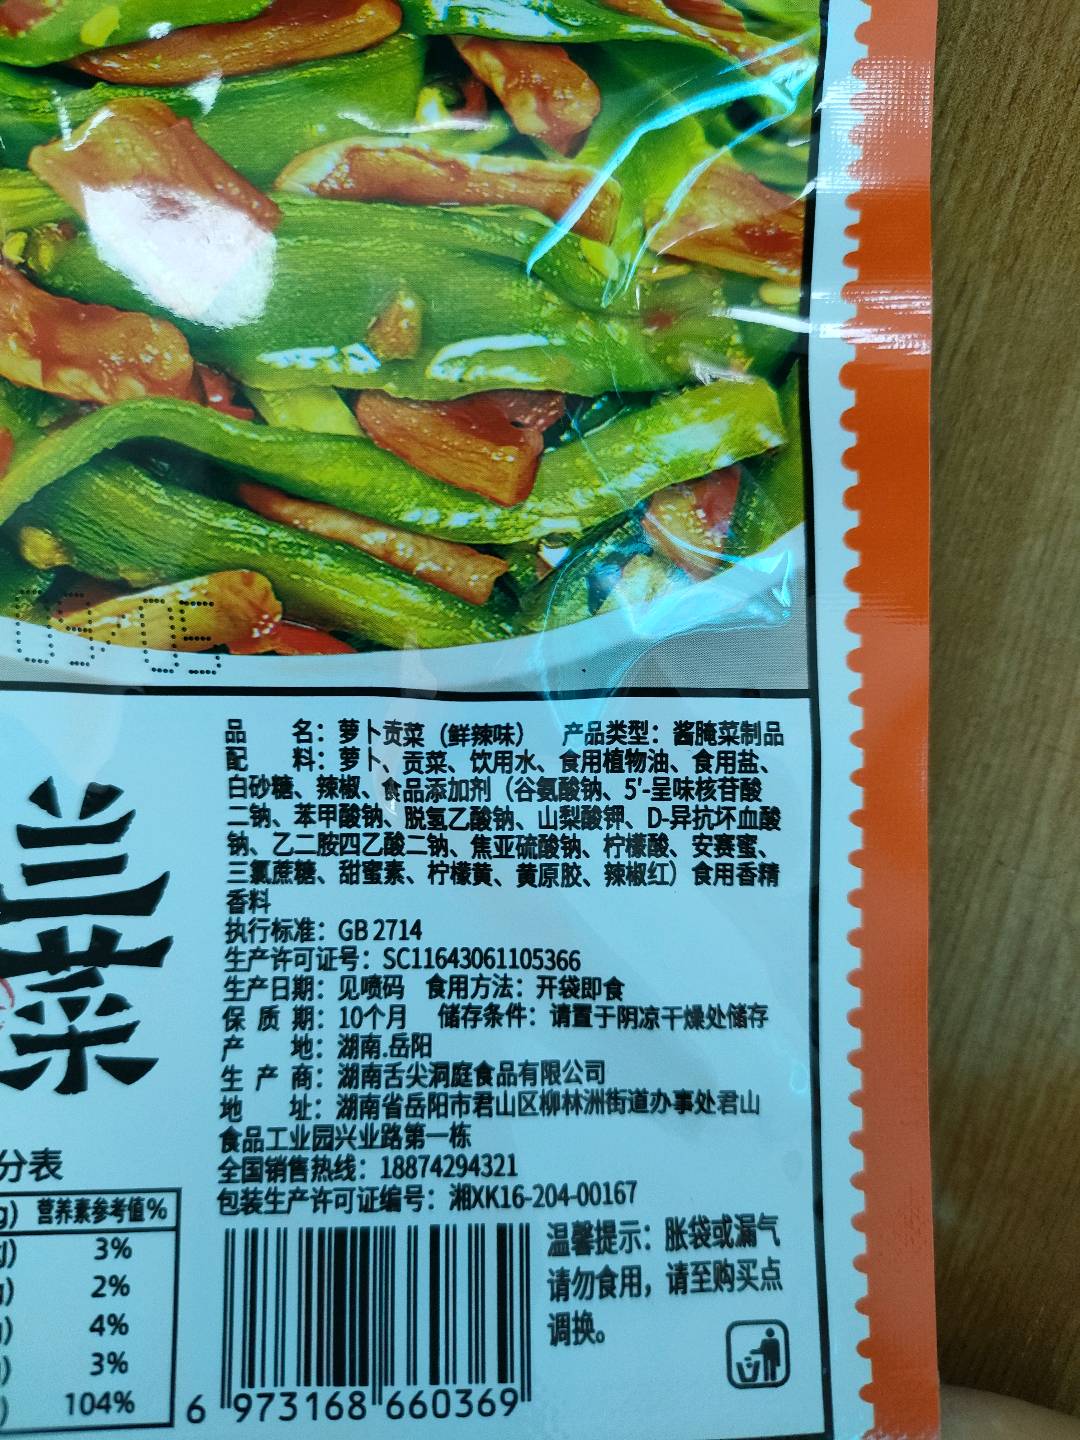 09 05
品 名：萝卜贡菜（鲜辣味） 产品类型：酱腌菜制品
配 料：萝卜、贡菜、饮用水、食用植物油、食用盐、
白砂糖、辣椒、食品添加剂（谷氨酸钠、5'-呈味核苷酸
二钠、苯甲酸钠、脱氢乙酸钠、山梨酸钾、D-异抗坏血酸
钠、乙二胺四乙酸二钠、焦亚硫酸钠、柠檬酸、安赛蜜、
三氯蔗糖、甜蜜素、柠檬黄、黄原胶、辣椒红）食用香精
香料
执行标准：GB 2714
生产许可证号：SC11643061105366
生产日期：见喷码 食用方法：开袋即食
保 质 期：10个月 储存条件：请置于阴凉干燥处储存
产 地：湖南.岳阳
生 产 商：湖南舌尖洞庭食品有限公司
地 址：湖南省岳阳市君山区柳林洲街道办事处君山
食品工业园兴业路第一栋
全国销售热线：18874294321
包装生产许可证编号：湘XK16-204-00167
温馨提示：胀袋或漏气
请勿食用，请至购买点
调换。
6 973168 660369
兰
菜
分表
g) 营养素参考值%
3%
2%
4%
3%
104%